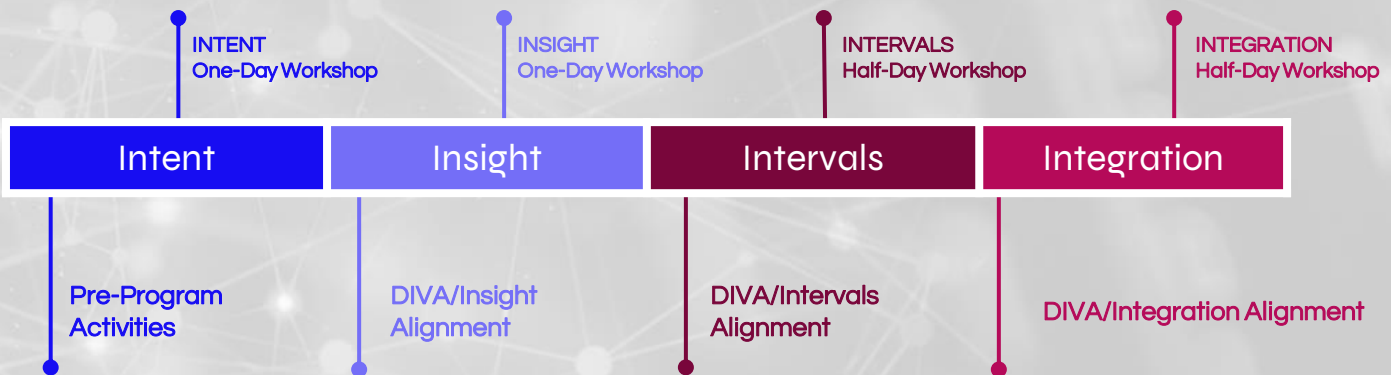 INTENT
One-Day Workshop
INSIGHT
One-Day Workshop
INTERVALS
Half-Day Workshop
INTEGRATION
Half-Day Workshop
Intent
Insight
Intervals
Integration
Pre-Program
Activities
DIVA/Insight
Alignment
DIVA/Intervals
Alignment
DIVA/Integration Alignment